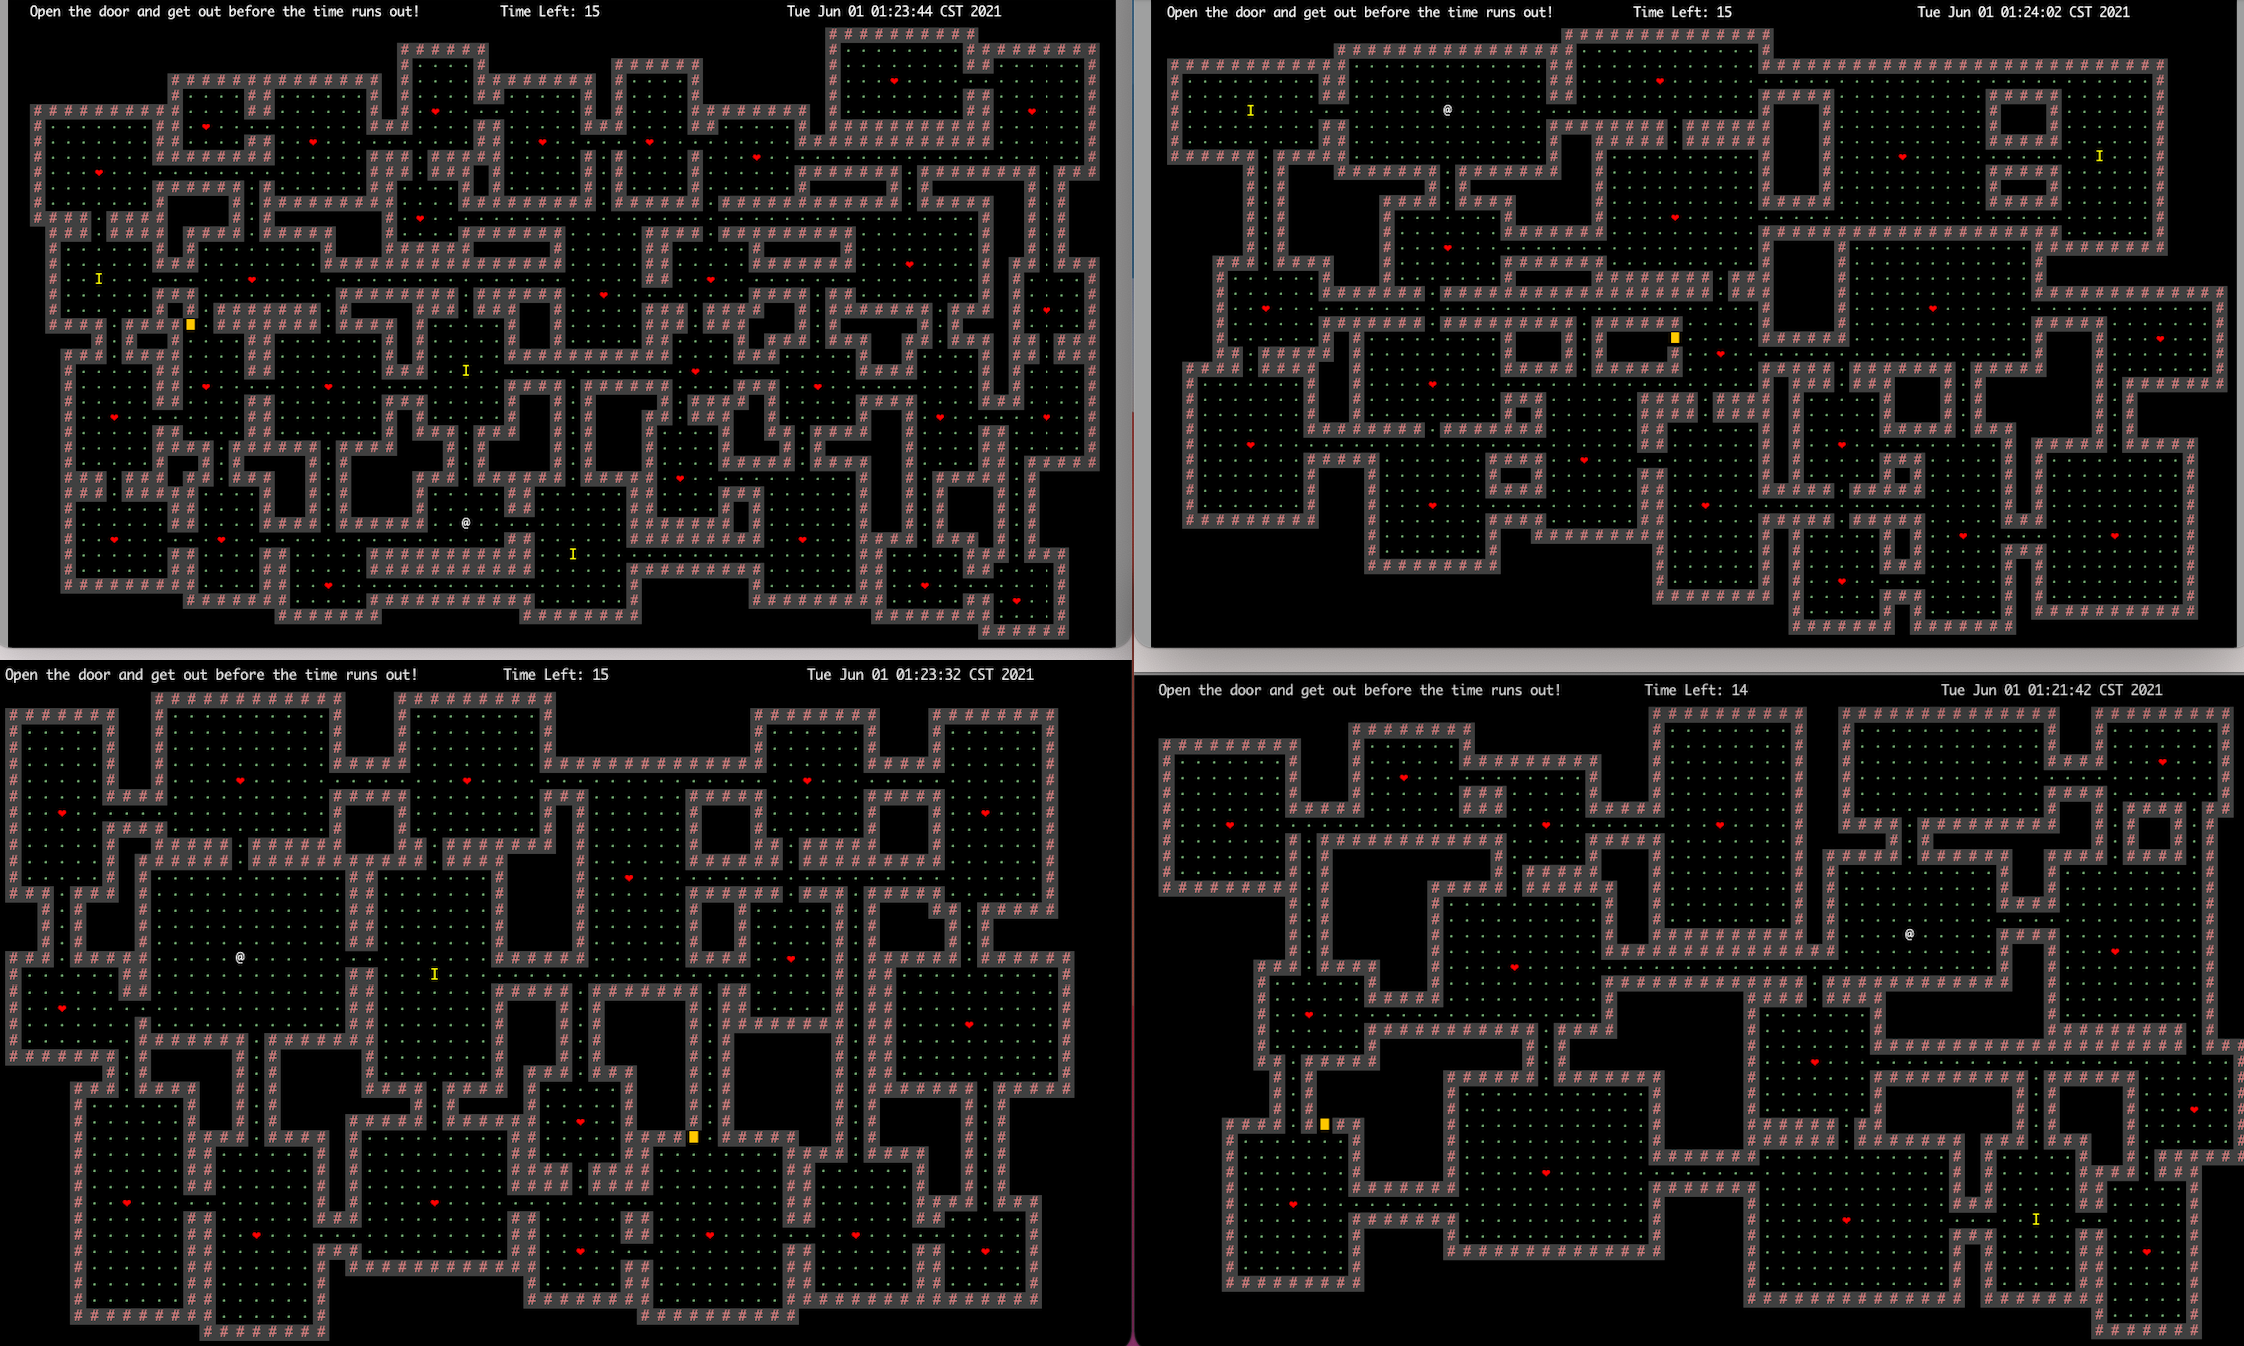 Open the door and get out before the time runs out! Time Left: 15 Tue Jun 01 01:23:44 CST 2021
Open the door and get out before the time runs out! Time Left: 15 Tue Jun 01 01:24:02 CST 2021
Open the door and get out before the time runs out! Time Left: 15 Tue Jun 01 01:23:32 CST 2021
Open the door and get out before the time runs out! Time Left: 14 Tue Jun 01 01:21:42 CST 2021